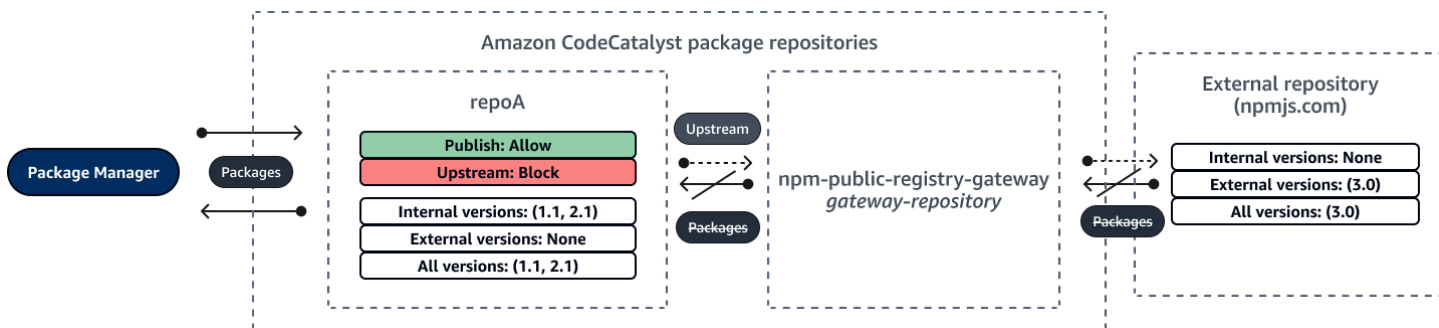 Amazon CodeCatalyst package repositories
Package Manager
Packages
repoA
Publish: Allow
Upstream: Block
Internal versions: (1.1, 2.1)
External versions: None
All versions: (1.1, 2.1)
Upstream
Packages
npm-public-registry-gateway
gateway-repository
Packages
External repository
(npmjs.com)
Internal versions: None
External versions: (3.0)
All versions: (3.0)